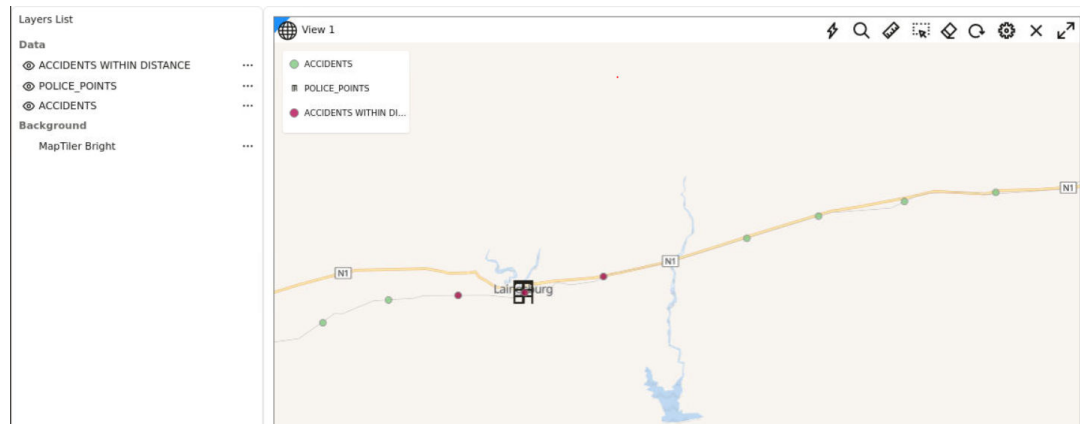 Layers List
Data
ACCIDENTS WITHIN DISTANCE
POLICE_POINTS
ACCIDENTS
Background
MapTiler Bright
View 1
ACCIDENTS
POLICE_POINTS
ACCIDENTS WITHIN DI...
N1
N1
N1